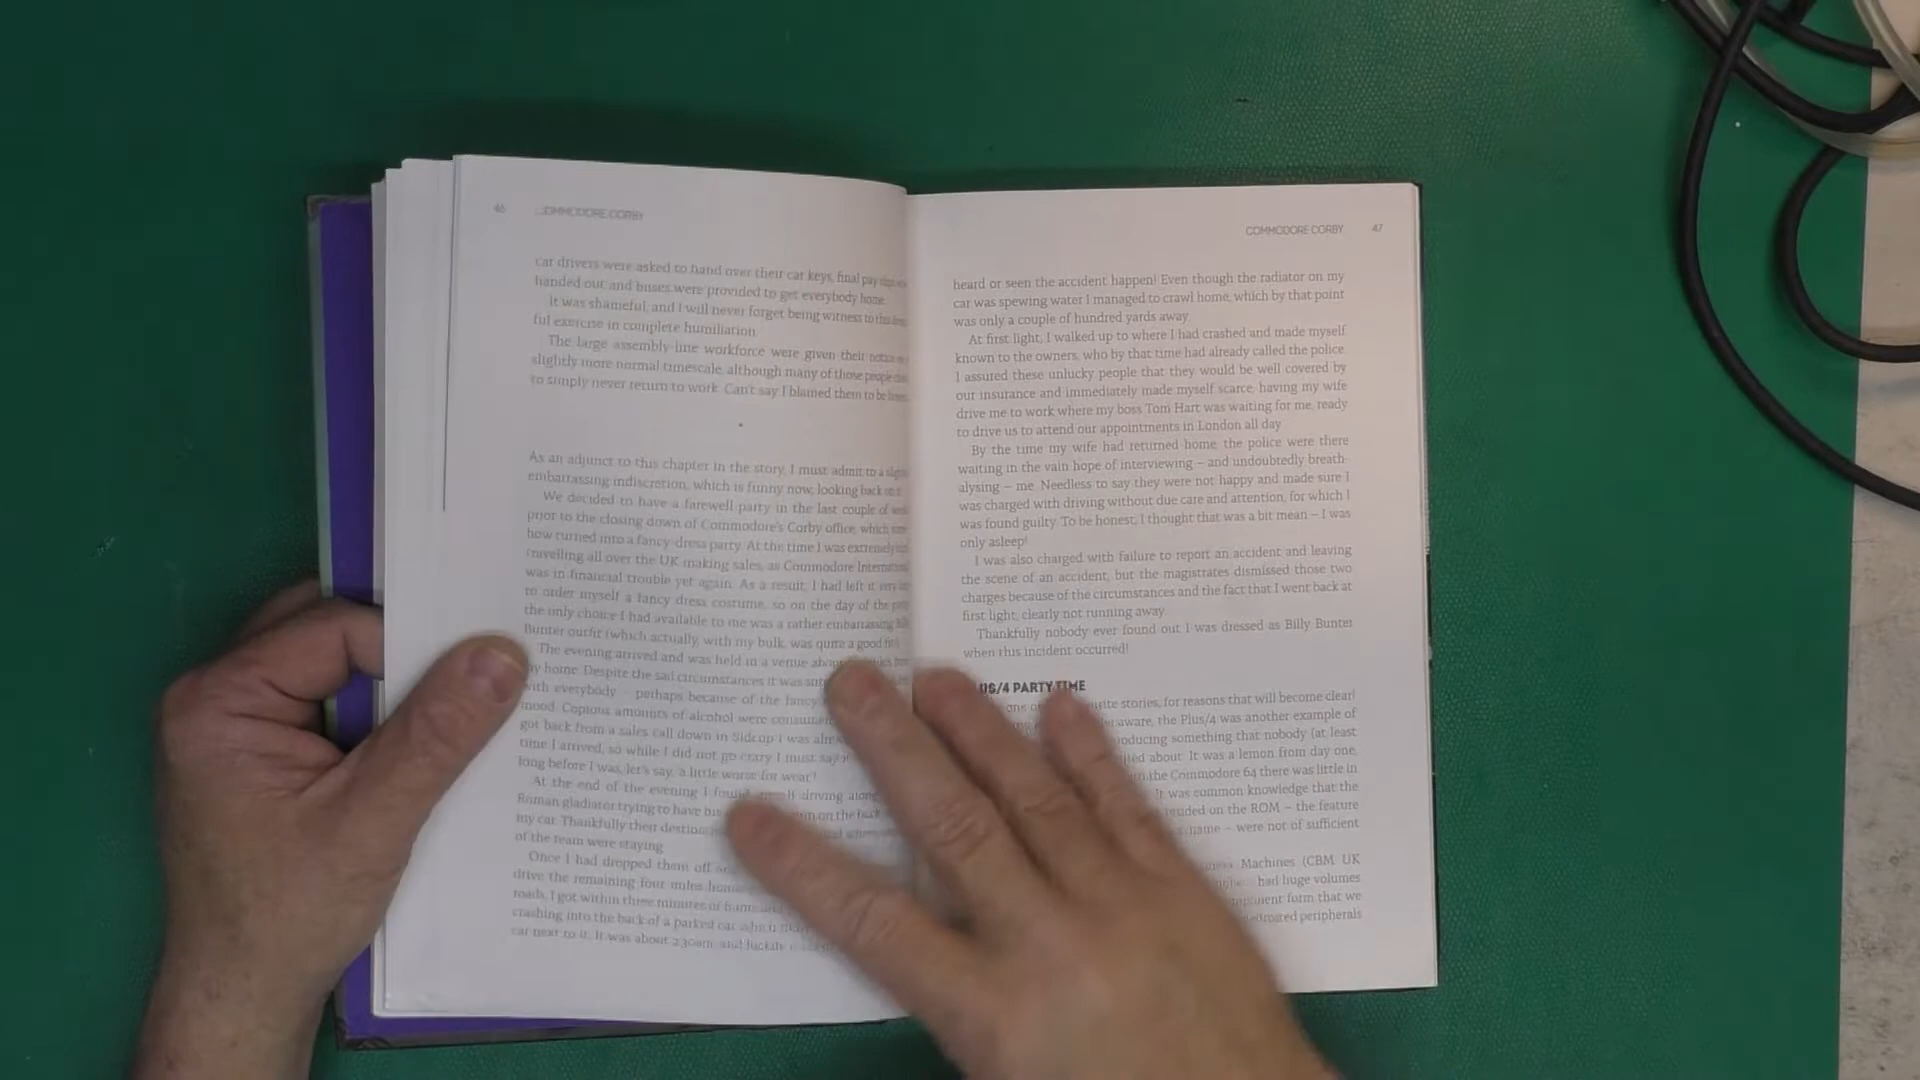 46 COMMODORE CORBY
car drivers were asked to hand over their car keys, final pay
handed out, and buses were provided to get everybody home.
It was shameful, and I will never forget being witness to this
ful exercise in complete humiliation.
The large assembly-line workforce were given their
slightly more normal timescale, although many of those people
to simply never return to work. Can't say I blamed them to be
As an adjunct to this chapter in the story, I must admit to a
embarrassing indiscretion, which is funny now, looking back
We decided to have a farewell party in the last couple of
prior to the closing down of Commodore's Corby office, which
how turned into a fancy-dress party. At the time I was extremely
travelling all over the UK making sales, as Commodore
was in financial trouble yet again. As a result, I had left it very
to order myself a fancy dress costume, so on the day of the
the only choice I had available to me was a rather embarrassing
Bunter outfit (which actually, with my bulk, was quite a good fit).
The evening arrived and was held in a venue
my home. Despite the sad circumstances it was
with everybody – perhaps because of the fancy
mood. Copious amounts of alcohol were
got back from a sales call down in Sidcup I was
time I arrived, so while I did not go crazy I must say
long before I was, let's say, a little worse for wear!
At the end of the evening I found driving along
Roman gladiator trying to have his on the back
my car. Thankfully their
of the team were staying.
Once I had dropped them off
drive the remaining four miles home
roads, I got within three minutes of home
crashing into the back of a parked car
car next to it. It was about 2.30am, and luckily
COMMODORE CORBY 47
heard or seen the accident happen! Even though the radiator on my
car was spewing water I managed to crawl home, which by that point
was only a couple of hundred yards away.
At first light, I walked up to where I had crashed and made myself
known to the owners, who by that time had already called the police.
I assured these unlucky people that they would be well covered by
our insurance and immediately made myself scarce, having my wife
drive me to work where my boss Tom Hart was waiting for me, ready
to drive us to attend our appointments in London all day.
By the time my wife had returned home, the police were there
waiting in the vain hope of interviewing – and undoubtedly breath-
alysing – me. Needless to say they were not happy and made sure I
was charged with driving without due care and attention, for which I
was found guilty. To be honest, I thought that was a bit mean – I was
only asleep!
I was also charged with failure to report an accident and leaving
the scene of an accident, but the magistrates dismissed those two
charges because of the circumstances and the fact that I went back at
first light, clearly not running away.
Thankfully nobody ever found out I was dressed as Billy Bunter
when this incident occurred!
PARTY TIME
one stories, for reasons that will become clear!
aware, the Plus/4 was another example of
something that nobody (at least
about. It was a lemon from day one.
the Commodore 64 there was little in
It was common knowledge that the
on the ROM – the feature
name – were not of sufficient
Machines (CBM UK
had huge volumes
form that we
peripherals